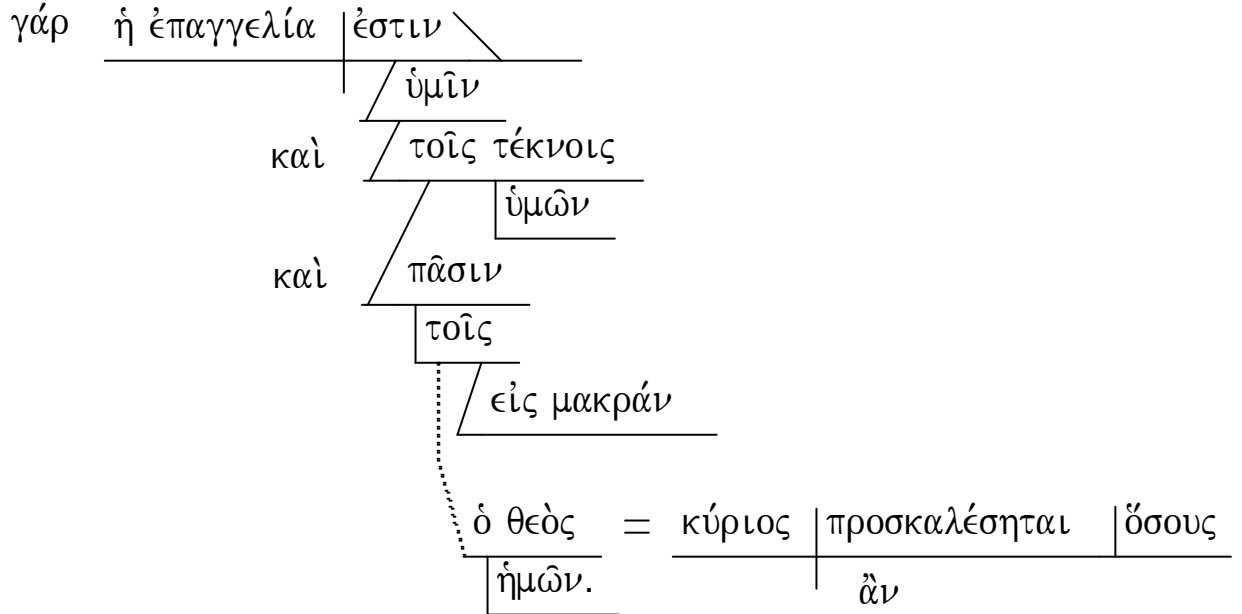 γάρ ἡ ἐπαγγελία ἐστιν
ὑμῖν
καὶ τοῖς τέκνοις
ὑμῶν
καὶ πᾶσιν
τοῖς
εἰς μακράν
ὁ θεὸς = κύριος προσκαλέσηται ὅσους
ἡμῶν. ἂν